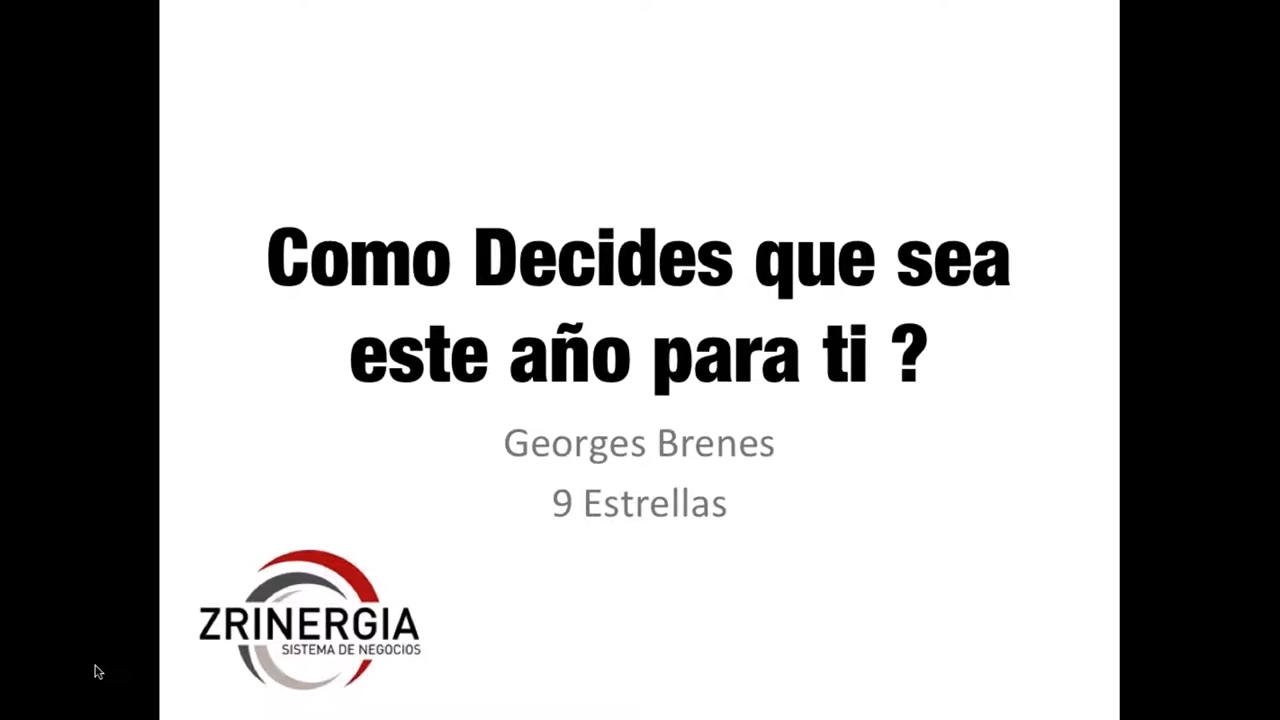 Como Decides que sea
este año para ti ?
Georges Brenes
9 Estrellas
ZRINERGIA
SISTEMA DE NEGOCIOS